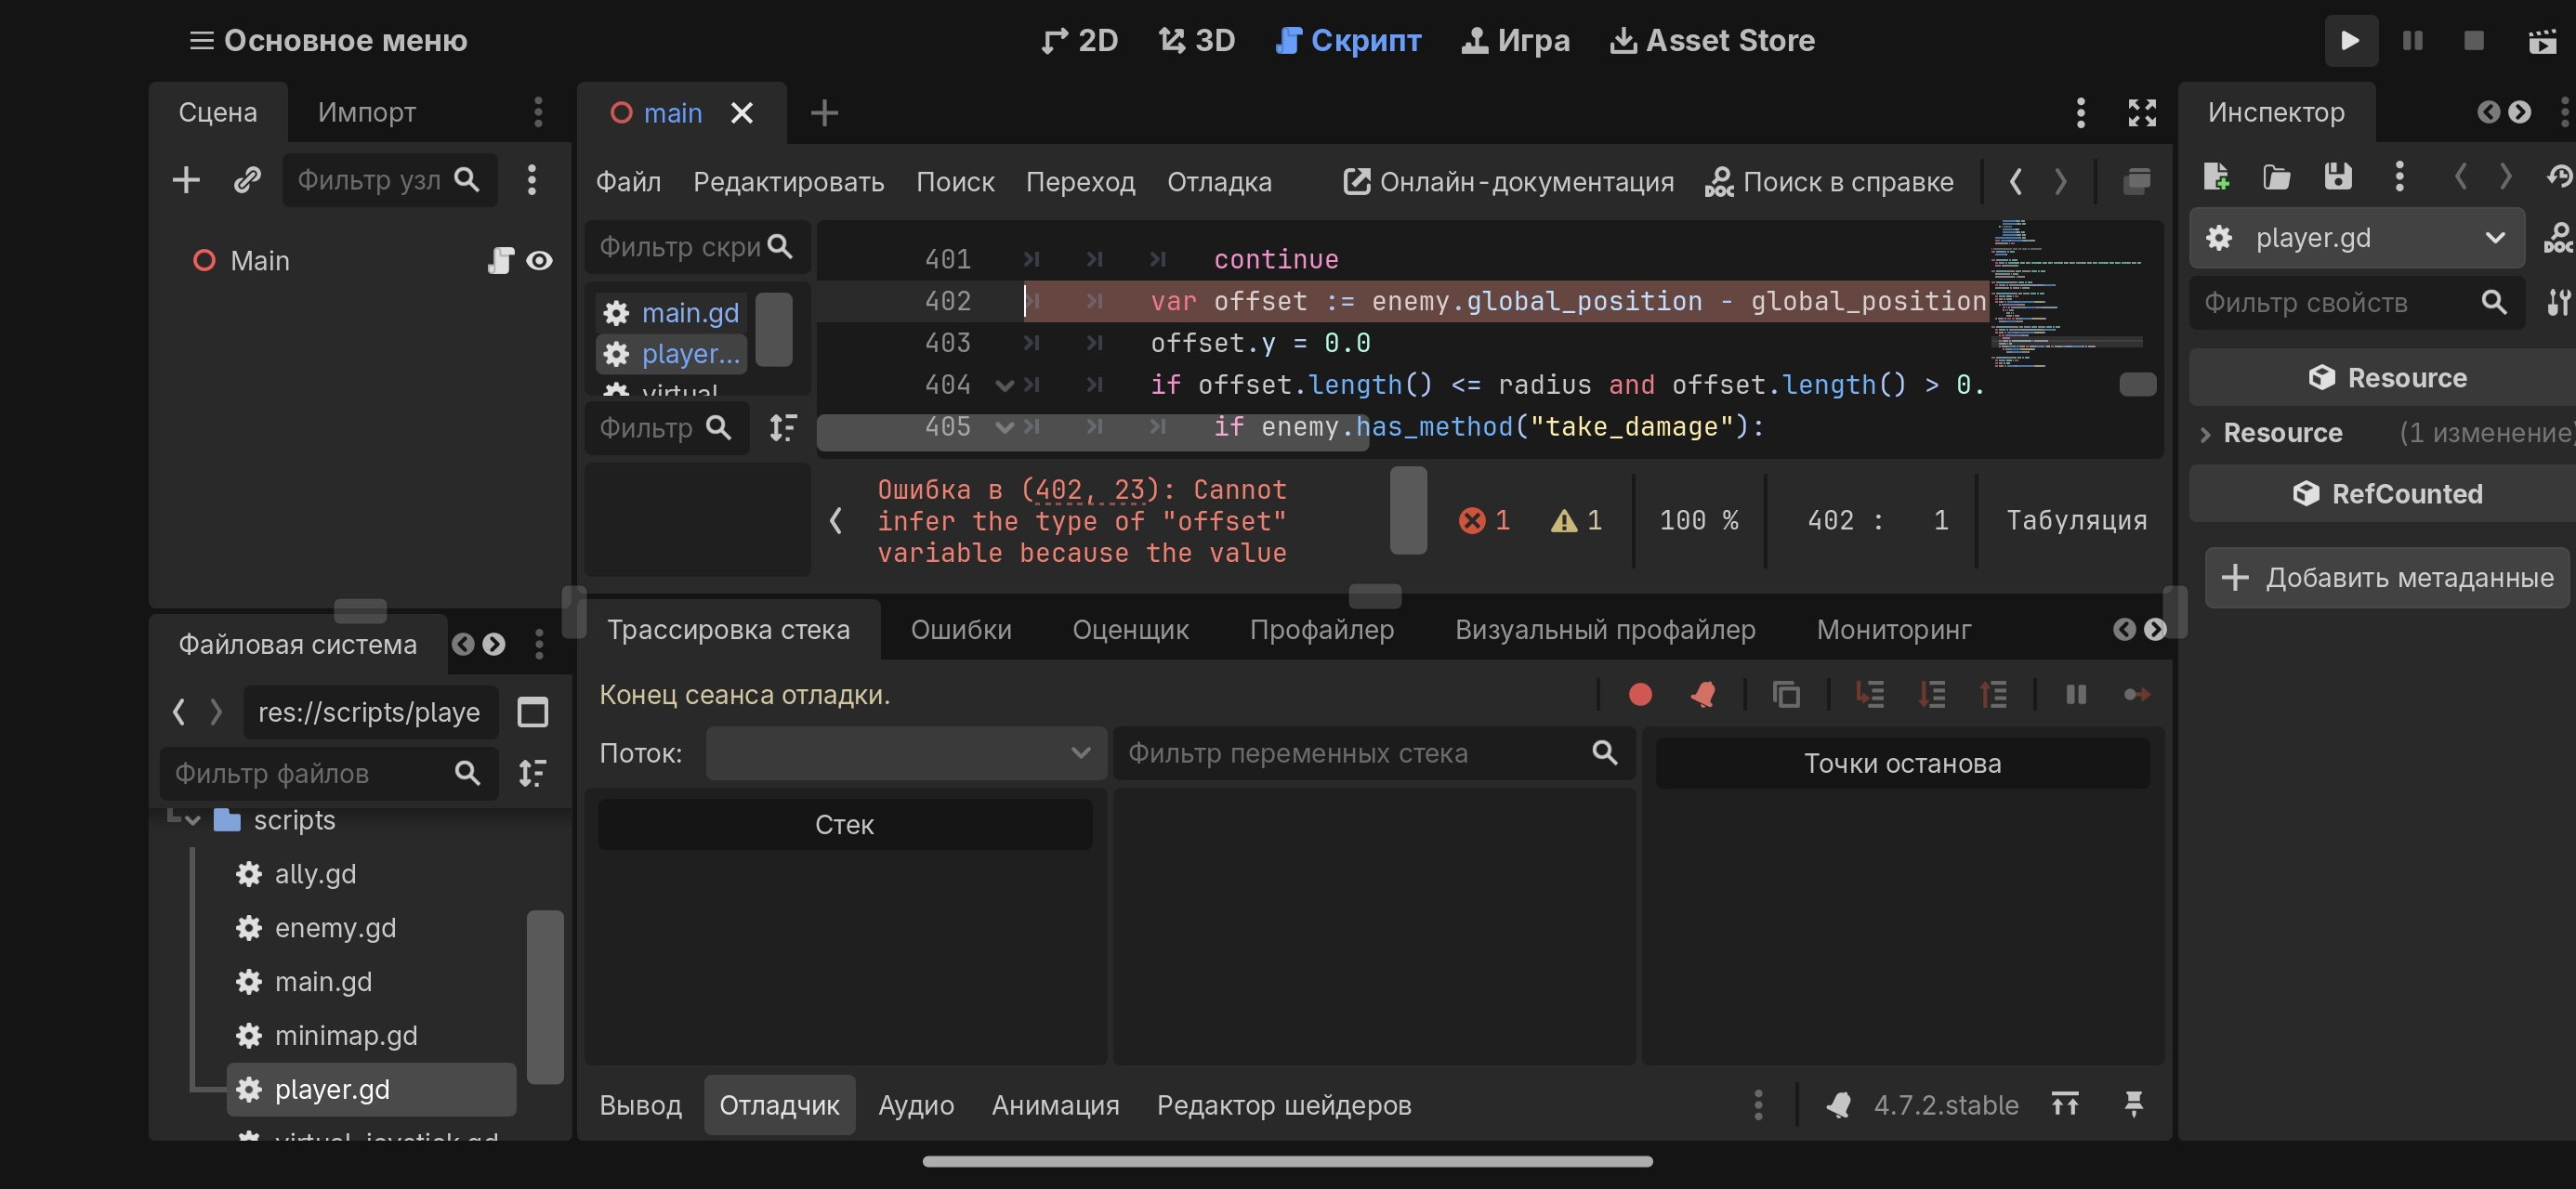 Основное меню
2D
3D
Скрипт
Игра
Asset Store
Сцена
Импорт
Фильтр узл
Main
main
Файл
Редактировать
Поиск
Переход
Отладка
Онлайн-документация
Поиск в справке
Фильтр скри
main.gd
player...
virtual
Фильтр
401 continue
402 var offset := enemy.global_position - global_position
403 offset.y = 0.0
404 if offset.length() <= radius and offset.length() > 0.
405 if enemy.has_method("take_damage"):
Ошибка в (402, 23): Cannot
infer the type of "offset"
variable because the value
1
1
100 %
402 : 1
Табуляция
Инспектор
player.gd
DOC
Фильтр свойств
Resource
Resource (1 изменение)
RefCounted
Добавить метаданные
Файловая система
res://scripts/playe
Фильтр файлов
scripts
ally.gd
enemy.gd
main.gd
minimap.gd
player.gd
virtual_joystick.gd
Трассировка стека
Ошибки
Оценщик
Профайлер
Визуальный профайлер
Мониторинг
Конец сеанса отладки.
Поток:
Фильтр переменных стека
Точки останова
Стек
Вывод
Отладчик
Аудио
Анимация
Редактор шейдеров
4.7.2.stable